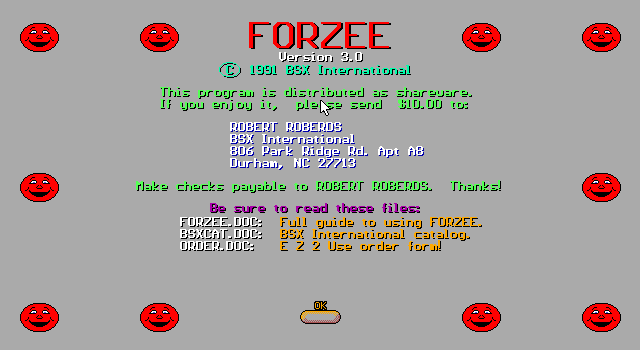 FORZEE
Version 3.0
© 1991 BSX International
This program is distributed as shareware.
If you enjoy it, please send $10.00 to:
ROBERT ROBERDS
BSX International
806 Park Ridge Rd. Apt A8
Durham, NC 27713
Make checks payable to ROBERT ROBERDS. Thanks!
Be sure to read these files:
FORZEE.DOC: Full guide to using FORZEE.
BSXCAT.DOC: BSX International catalog.
ORDER.DOC: E Z 2 Use order form!
OK